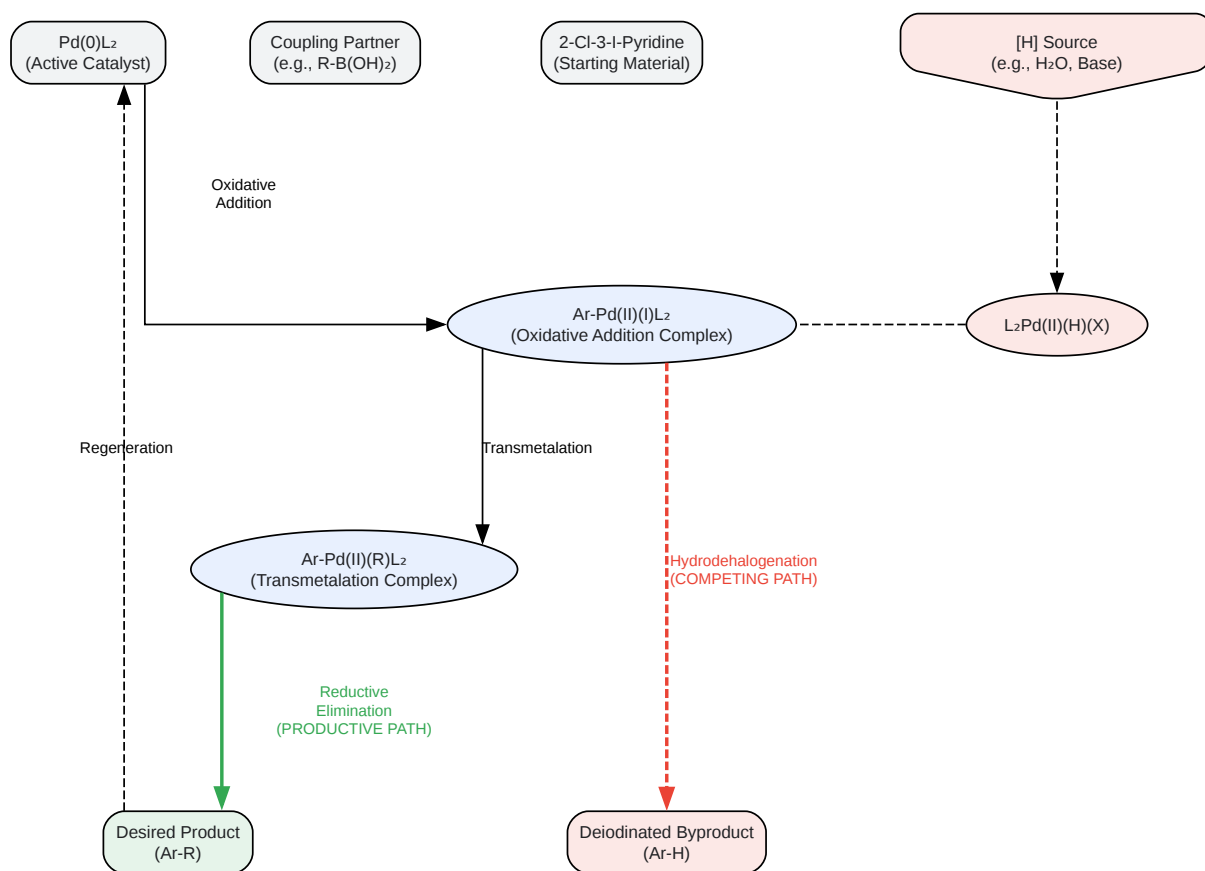 Pd(0)L₂
(Active Catalyst)
Coupling Partner
(e.g., R-B(OH)₂)
2-Cl-3-I-Pyridine
(Starting Material)
[H] Source
(e.g., H₂O, Base)
Oxidative
Addition
Ar-Pd(II)(I)L₂
(Oxidative Addition Complex)
L₂Pd(II)(H)(X)
Regeneration
Transmetalation
Ar-Pd(II)(R)L₂
(Transmetalation Complex)
Hydrodehalogenation
(COMPETING PATH)
Reductive
Elimination
(PRODUCTIVE PATH)
Desired Product
(Ar-R)
Deiodinated Byproduct
(Ar-H)